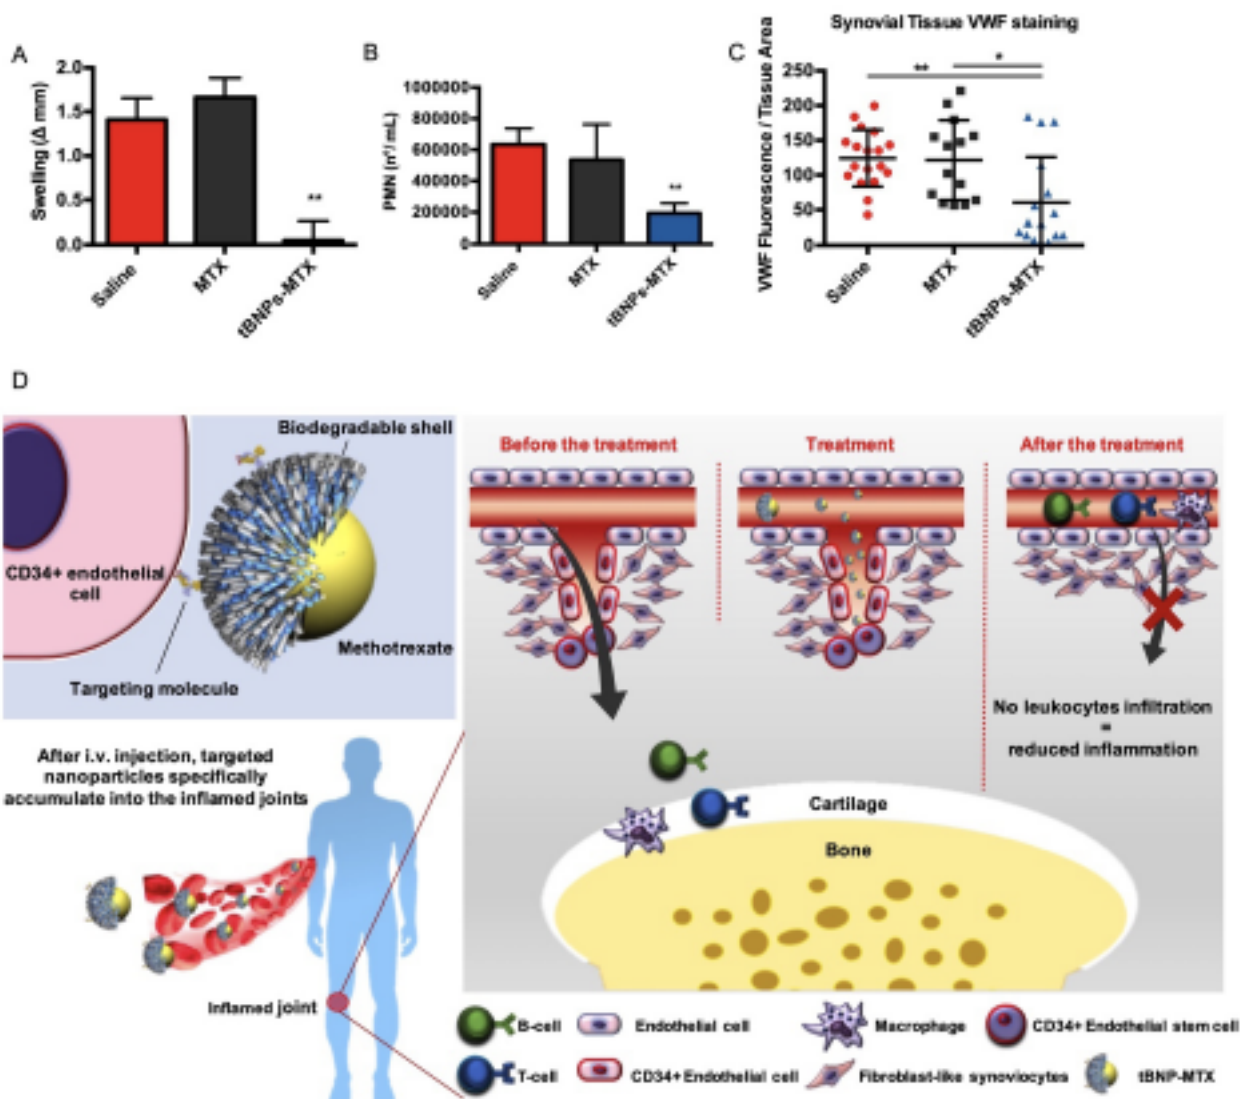 A
Swelling (Δ mm)
2.0
1.5
1.0
0.5
0.0
**
Saline
MTX
tBNPs-MTX
B
PMN (n°/ mL)
1000000
800000
600000
400000
200000
0
**
Saline
MTX
tBNPs-MTX
C
Synovial Tissue VWF staining
VWF Fluorescence / Tissue Area
250
200
150
100
50
0
**
*
Saline
MTX
tBNPs-MTX
D
Biodegradable shell
CD34+ endothelial
cell
Methotrexate
Targeting molecule
After i.v. injection, targeted
nanoparticles specifically
accumulate into the inflamed joints
Inflamed joint
Before the treatment
Treatment
After the treatment
No leukocytes infiltration
=
reduced inflammation
Cartilage
Bone
B-cell
Endothelial cell
Macrophage
CD34+ Endothelial stem cell
T-cell
CD34+ Endothelial cell
Fibroblast-like synoviocytes
tBNP-MTX